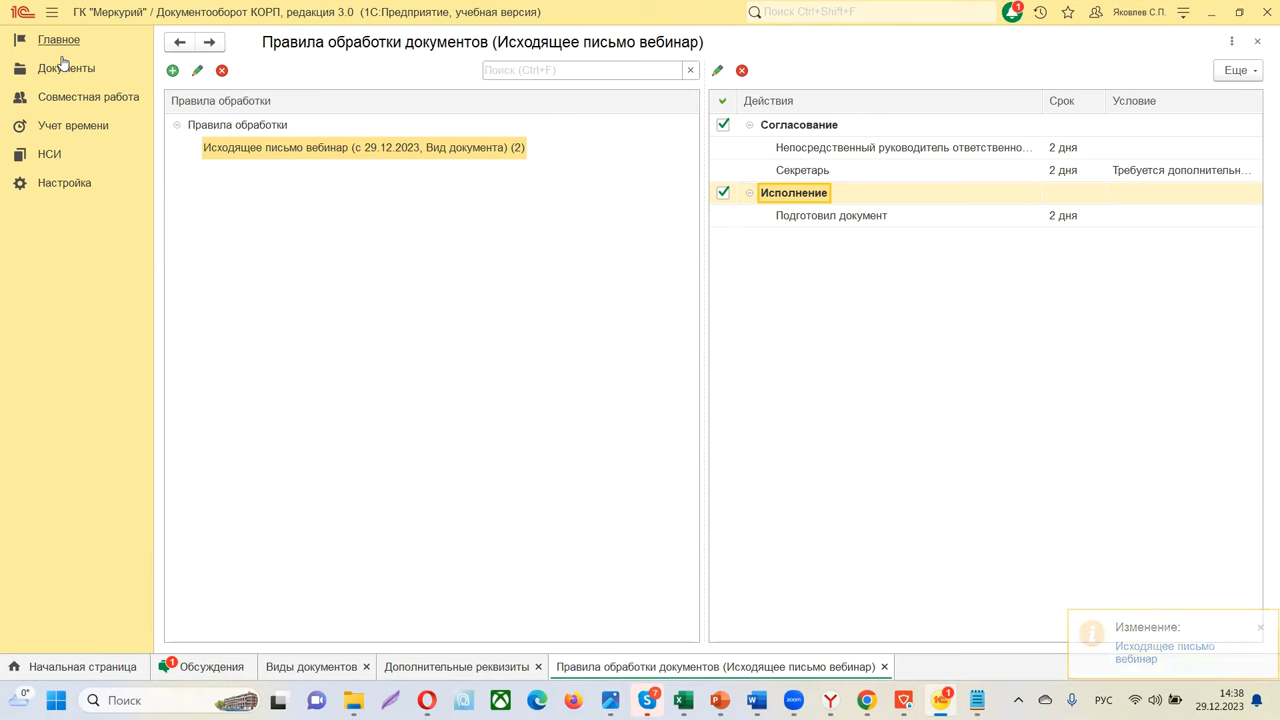 ГК "Меркурий" / Документооборот КОРП, редакция 3.0 (1С:Предприятие, учебная версия)
Поиск Ctrl+Shift+F
1
Яковлев С.П.
Главное
Документы
Совместная работа
Учет времени
НСИ
Настройка
Правила обработки документов (Исходящее письмо вебинар)
Поиск (Ctrl+F)
Еще
Правила обработки
Правила обработки
Исходящее письмо вебинар (с 29.12.2023, Вид документа) (2)
Действия Срок Условие
Согласование
Непосредственный руководитель ответственно... 2 дня
Секретарь 2 дня Требуется дополнительн...
Исполнение
Подготовил документ 2 дня
Изменение:
Исходящее письмо
вебинар
Начальная страница
1
Обсуждения
Виды документов
Дополнительные реквизиты
Правила обработки документов (Исходящее письмо вебинар)
0°
Поиск
7
1
РУС
14:38
29.12.2023